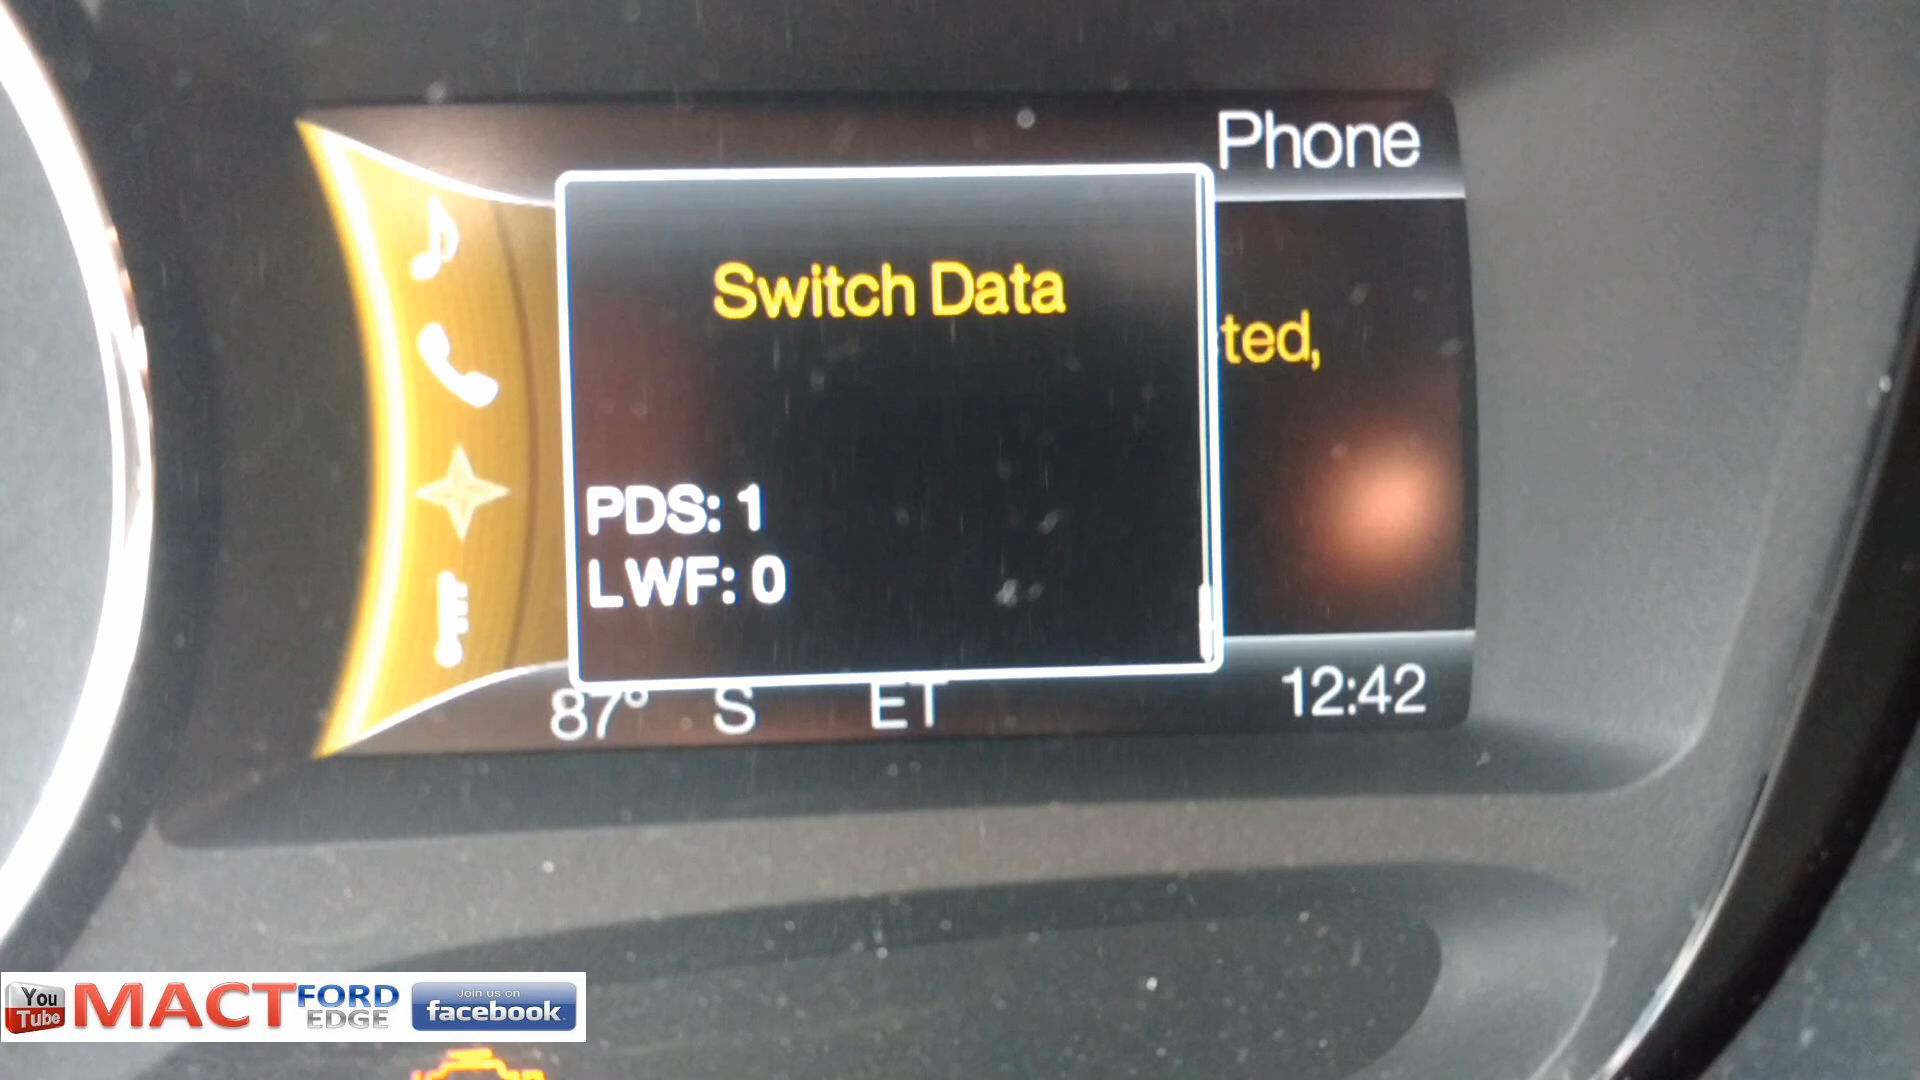 Phone
Switch Data
ted,
PDS: 1
LWF: 0
87° S ET 12:42
You Tube MACT FORD EDGE Join us on facebook